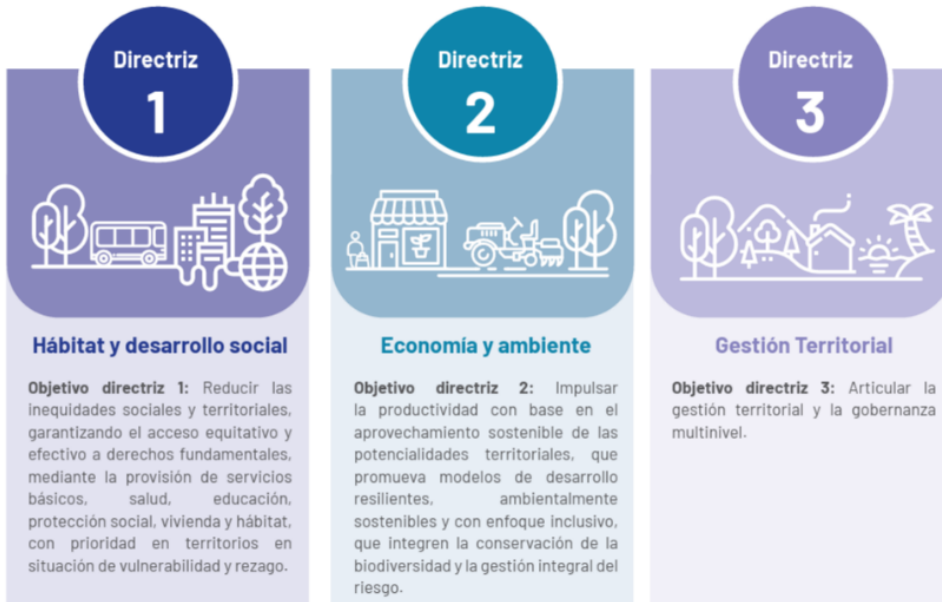 Directriz
1
Hábitat y desarrollo social
Objetivo directriz 1: Reducir las
inequidades sociales y territoriales,
garantizando el acceso equitativo y
efectivo a derechos fundamentales,
mediante la provisión de servicios
básicos, salud, educación,
protección social, vivienda y hábitat,
con prioridad en territorios en
situación de vulnerabilidad y rezago.
Directriz
2
Economía y ambiente
Objetivo directriz 2: Impulsar
la productividad con base en el
aprovechamiento sostenible de las
potencialidades territoriales, que
promueva modelos de desarrollo
resilientes, ambientalmente
sostenibles y con enfoque inclusivo,
que integren la conservación de la
biodiversidad y la gestión integral del
riesgo.
Directriz
3
Gestión Territorial
Objetivo directriz 3: Articular la
gestión territorial y la gobernanza
multinivel.